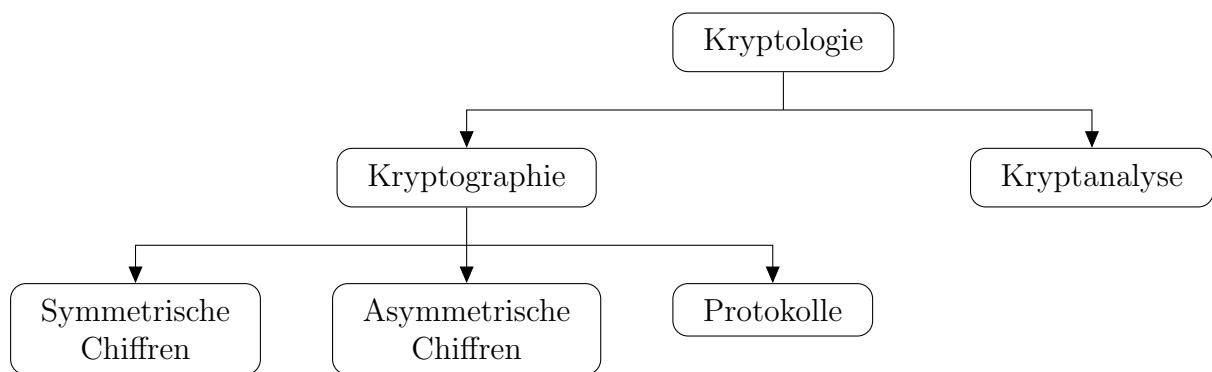 Kryptologie
Kryptographie
Kryptanalyse
Symmetrische
Chiffren
Asymmetrische
Chiffren
Protokolle